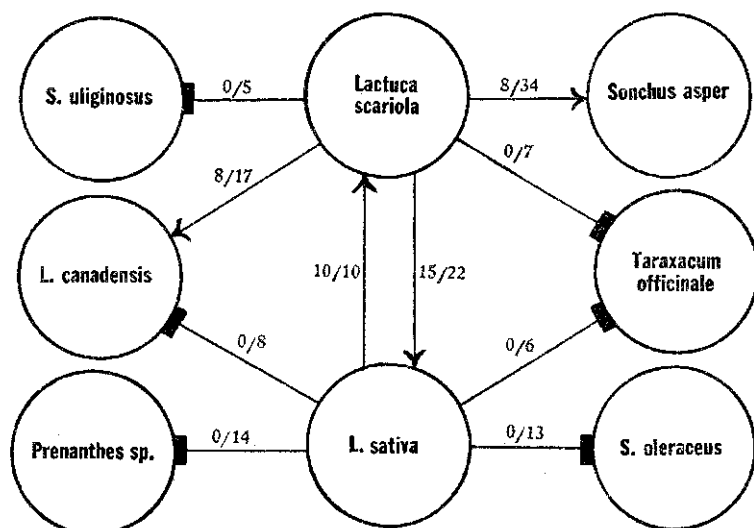 S. uliginosus
0/5
Lactuca
scariola
8/34
Sonchus asper
8/17
0/7
L. canadensis
10/10
15/22
Taraxacum
officinale
0/8
0/6
Prenanthes sp.
0/14
L. sativa
0/13
S. oleraceus